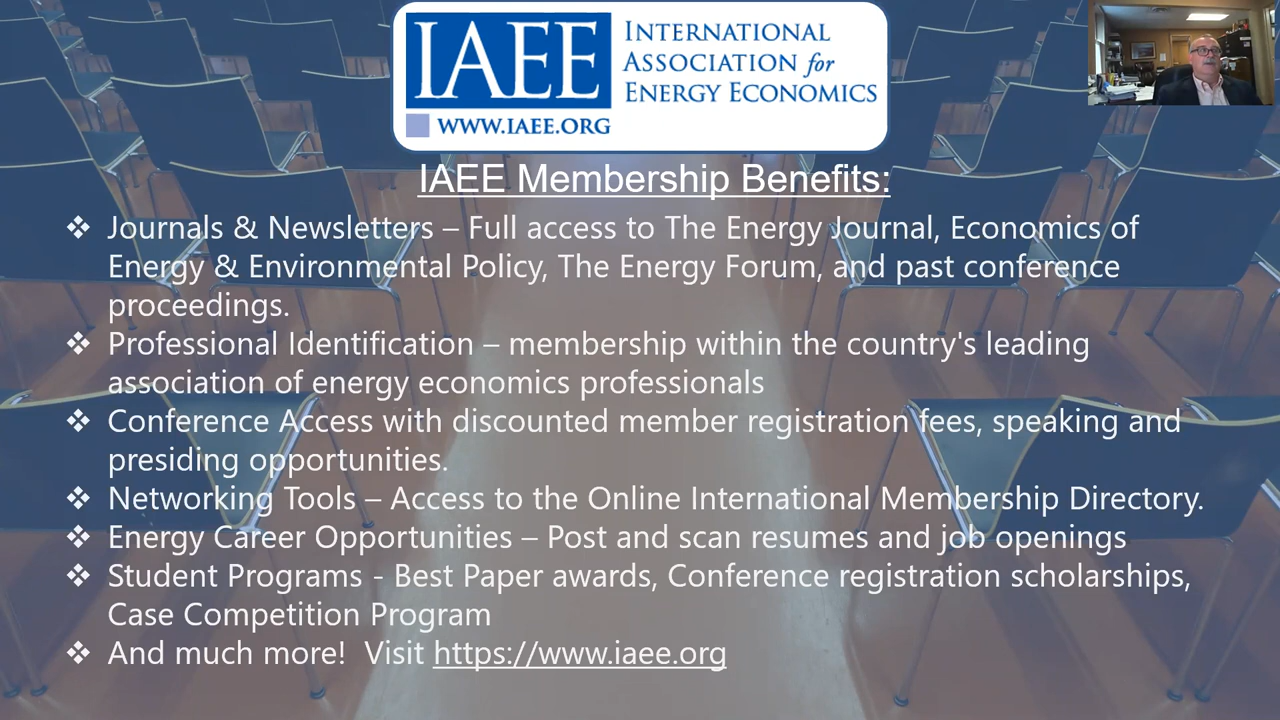 IAEE
INTERNATIONAL
ASSOCIATION for
ENERGY ECONOMICS
WWW.IAEE.ORG
IAEE Membership Benefits:
❖ Journals & Newsletters – Full access to The Energy Journal, Economics of
Energy & Environmental Policy, The Energy Forum, and past conference
proceedings.
❖ Professional Identification – membership within the country's leading
association of energy economics professionals
❖ Conference Access with discounted member registration fees, speaking and
presiding opportunities.
❖ Networking Tools – Access to the Online International Membership Directory.
❖ Energy Career Opportunities – Post and scan resumes and job openings
❖ Student Programs - Best Paper awards, Conference registration scholarships,
Case Competition Program
❖ And much more! Visit https://www.iaee.org